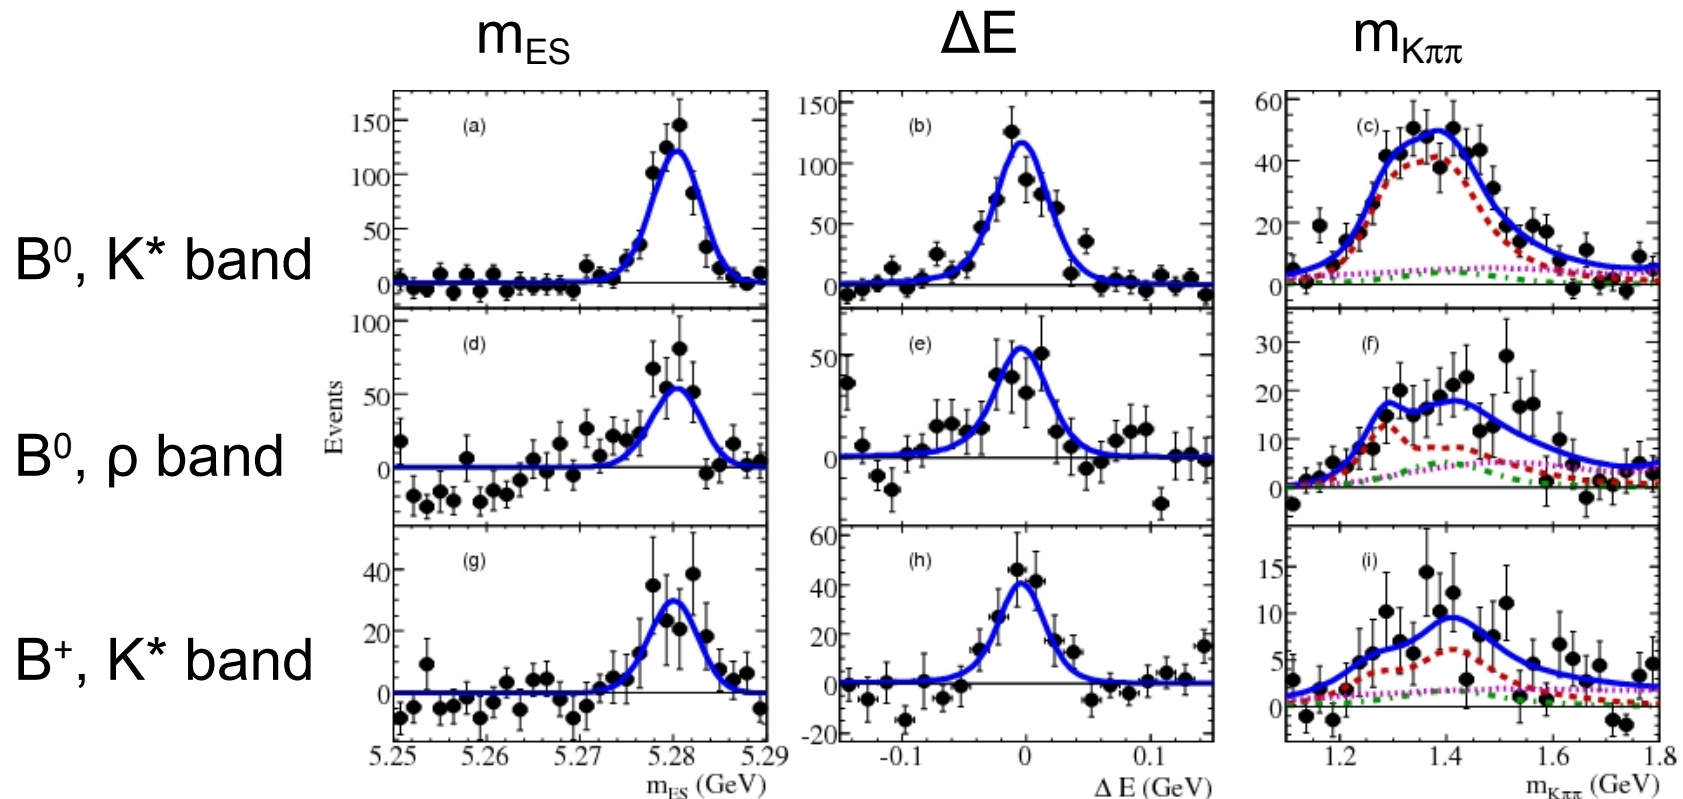 m_ES ΔE m_Kππ
150 (a) 150 (b) 60 (c)
100 100 40
B⁰, K* band
50 50 20
0 0 0
100 (d) (e) 30 (f)
50 50 20
B⁰, ρ band
Events
10
0 0 0
(g) 60 (h) 15 (i)
40 40 10
B⁺, K* band
20 20 5
0 0 0
-20
5.25 5.26 5.27 5.28 5.29 -0.1 0 0.1 1.2 1.4 1.6 1.8
m_ES (GeV) Δ E (GeV) m_Kππ (GeV)